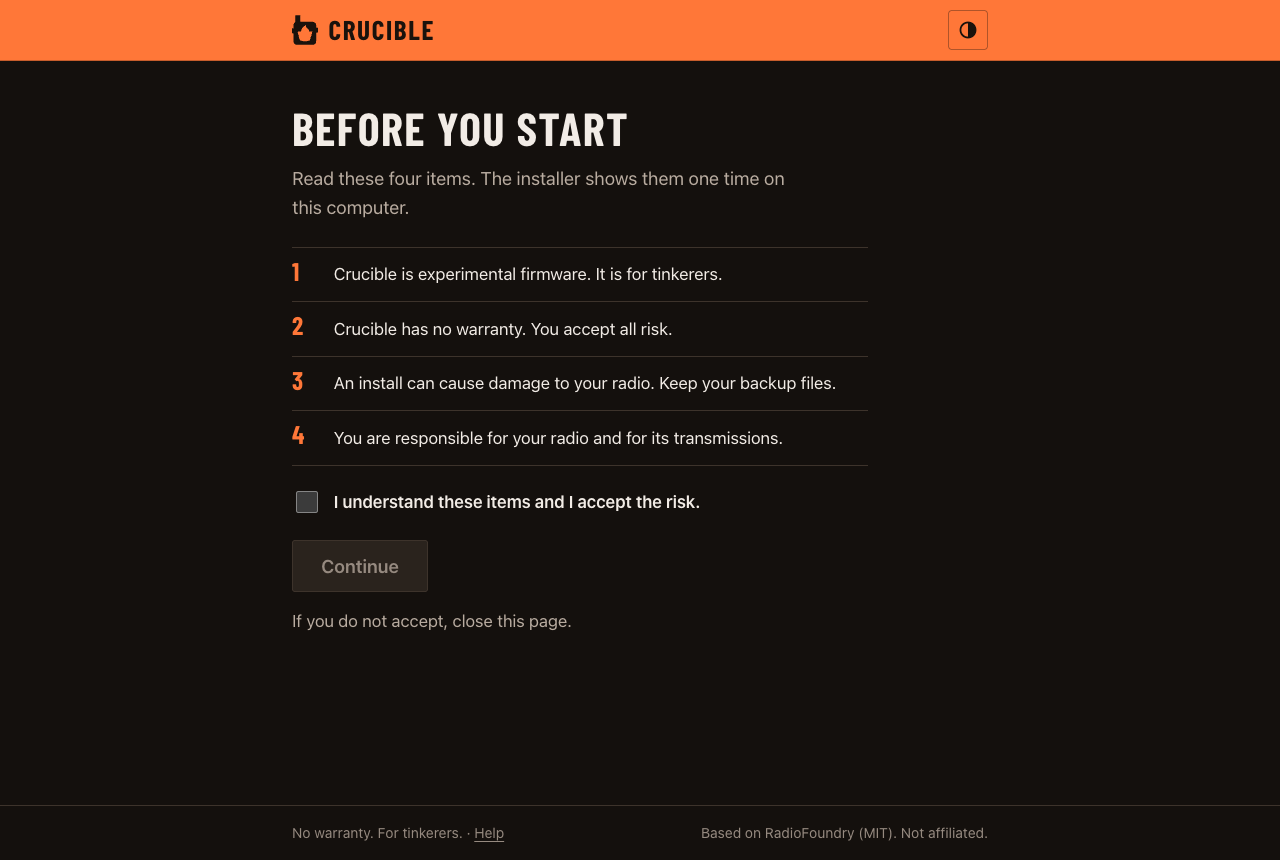 CRUCIBLE
BEFORE YOU START
Read these four items. The installer shows them one time on
this computer.
1 Crucible is experimental firmware. It is for tinkerers.
2 Crucible has no warranty. You accept all risk.
3 An install can cause damage to your radio. Keep your backup files.
4 You are responsible for your radio and for its transmissions.
I understand these items and I accept the risk.
Continue
If you do not accept, close this page.
No warranty. For tinkerers. · Help
Based on RadioFoundry (MIT). Not affiliated.